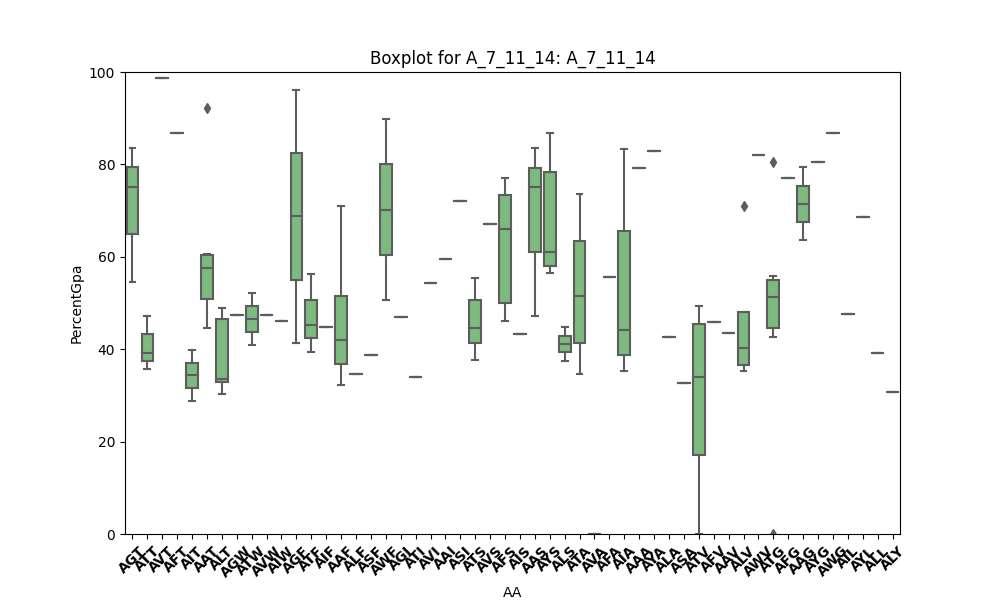 Boxplot for A_7_11_14: A_7_11_14
PercentGpa
100
80
60
40
20
0
AGT ATT AVT AFT AIT AAT ALT AGW ATW AVW AIW AGF ATF AIF AAF ALF ASF AWF AGI ATI AVI AAI ASI ATS AVS AFS AIS AAS AYS ALS ATA AVA AFA AIA AAA AYA ALA ASA ATV AFV AAV ALV AWV ATG AFG AAG AYG AWG AIL AYL ALL ALY
AA